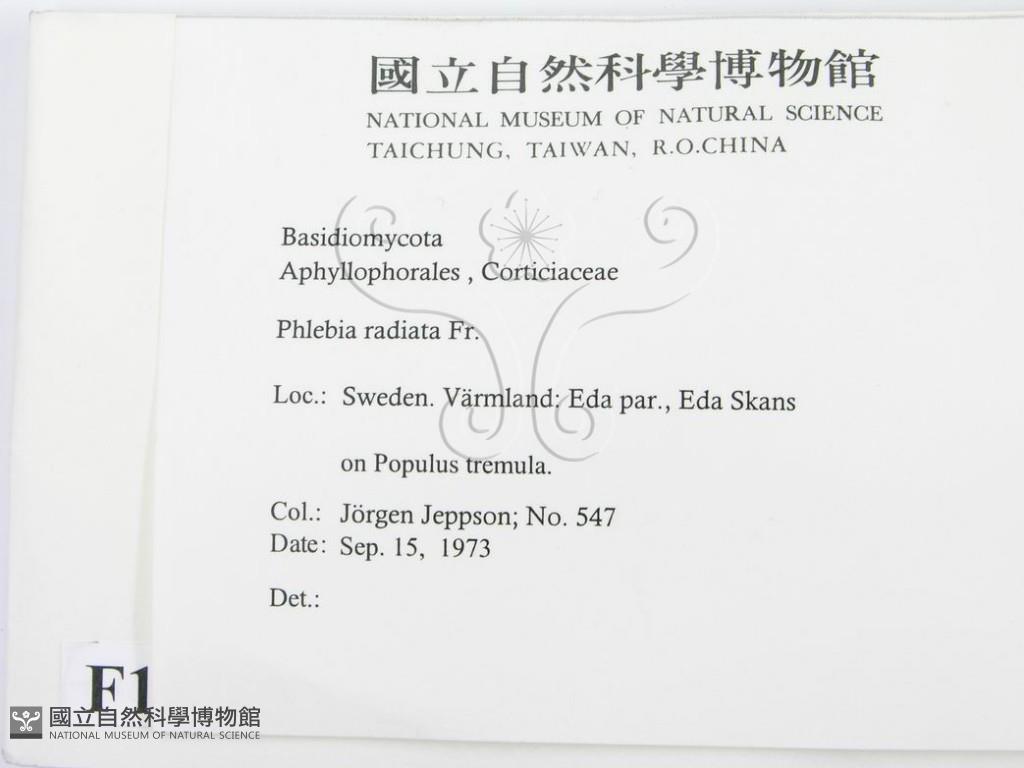 國立自然科學博物館
NATIONAL MUSEUM OF NATURAL SCIENCE
TAICHUNG, TAIWAN, R.O.CHINA
Basidiomycota
Aphyllophorales , Corticiaceae
Phlebia radiata Fr.
Loc.: Sweden. Värmland: Eda par., Eda Skans
on Populus tremula.
Col.: Jörgen Jeppson; No. 547
Date: Sep. 15, 1973
Det.:
F1
國立自然科學博物館
NATIONAL MUSEUM OF NATURAL SCIENCE